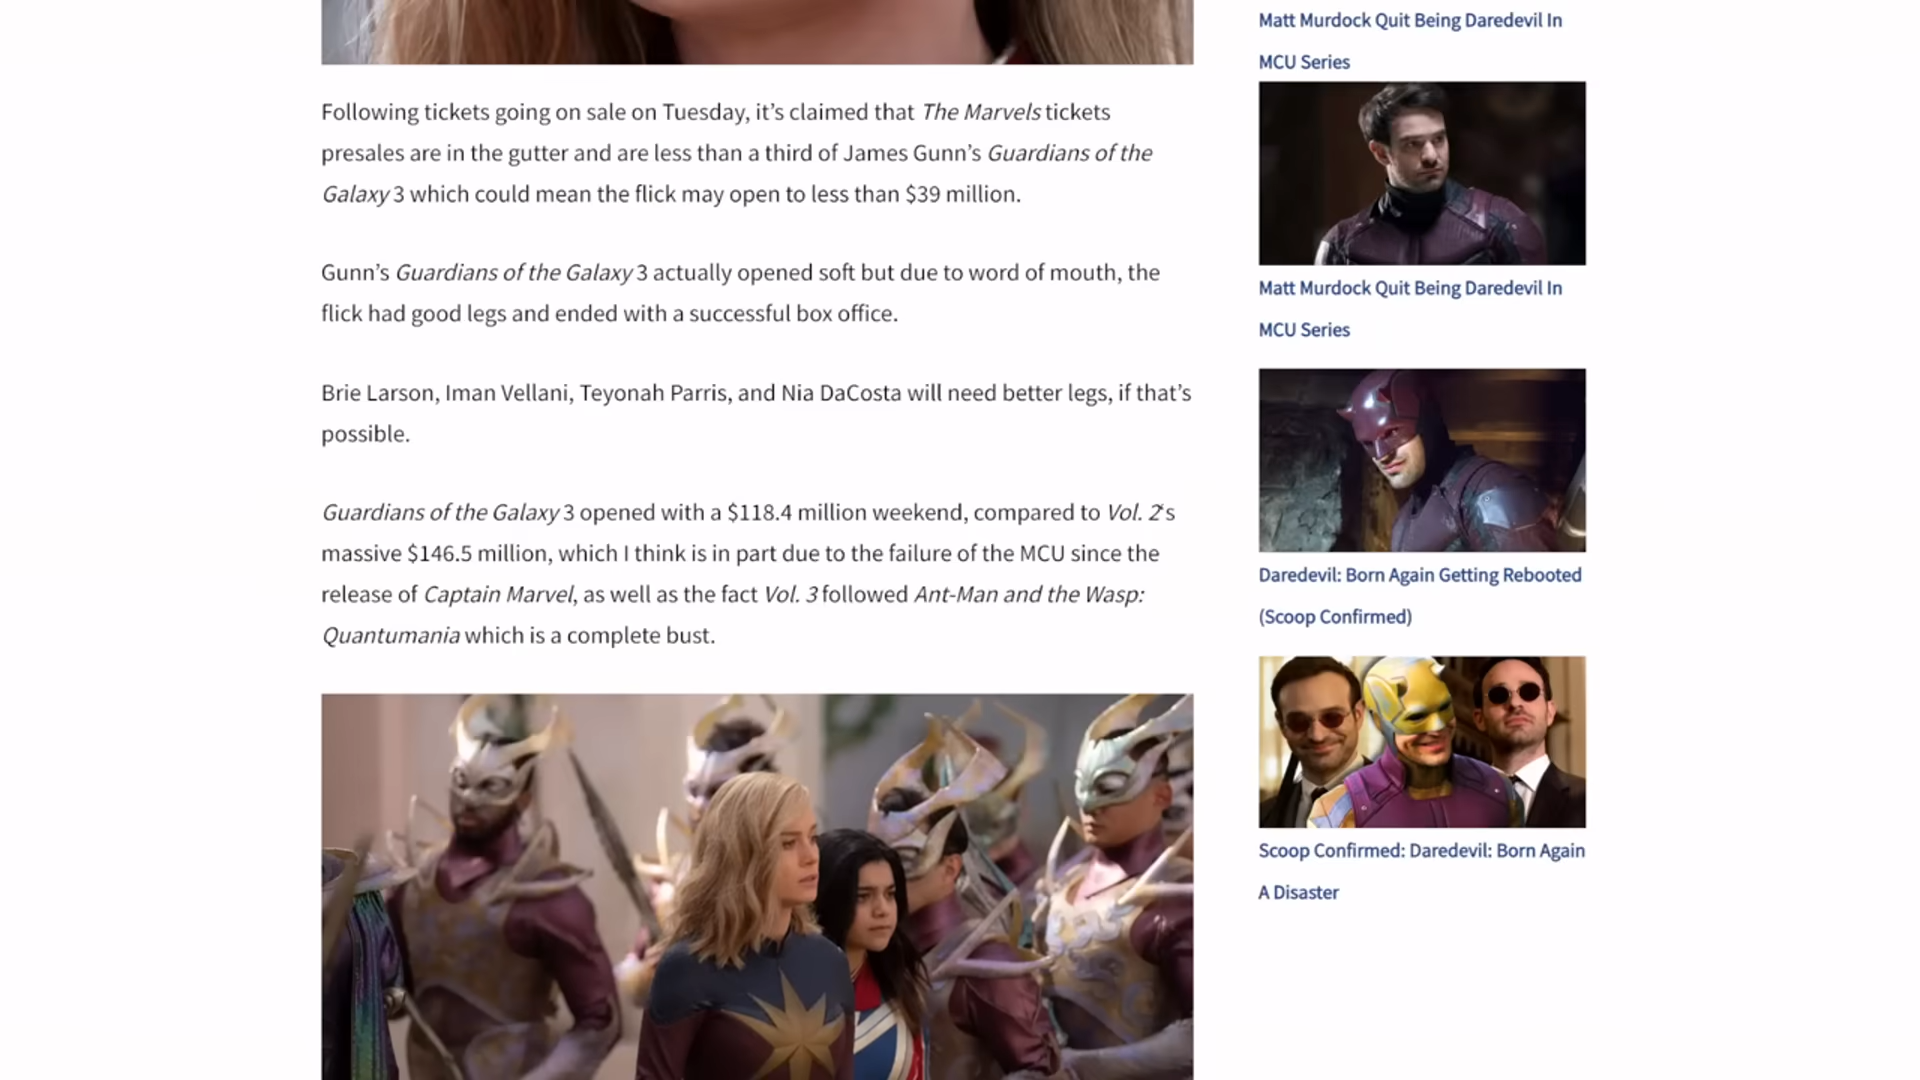 Following tickets going on sale on Tuesday, it’s claimed that The Marvels tickets
presales are in the gutter and are less than a third of James Gunn’s Guardians of the
Galaxy 3 which could mean the flick may open to less than $39 million.
Gunn’s Guardians of the Galaxy 3 actually opened soft but due to word of mouth, the
flick had good legs and ended with a successful box office.
Brie Larson, Iman Vellani, Teyonah Parris, and Nia DaCosta will need better legs, if that’s
possible.
Guardians of the Galaxy 3 opened with a $118.4 million weekend, compared to Vol. 2‘s
massive $146.5 million, which I think is in part due to the failure of the MCU since the
release of Captain Marvel, as well as the fact Vol. 3 followed Ant-Man and the Wasp:
Quantumania which is a complete bust.
Matt Murdock Quit Being Daredevil In
MCU Series
Matt Murdock Quit Being Daredevil In
MCU Series
Daredevil: Born Again Getting Rebooted
(Scoop Confirmed)
Scoop Confirmed: Daredevil: Born Again
A Disaster